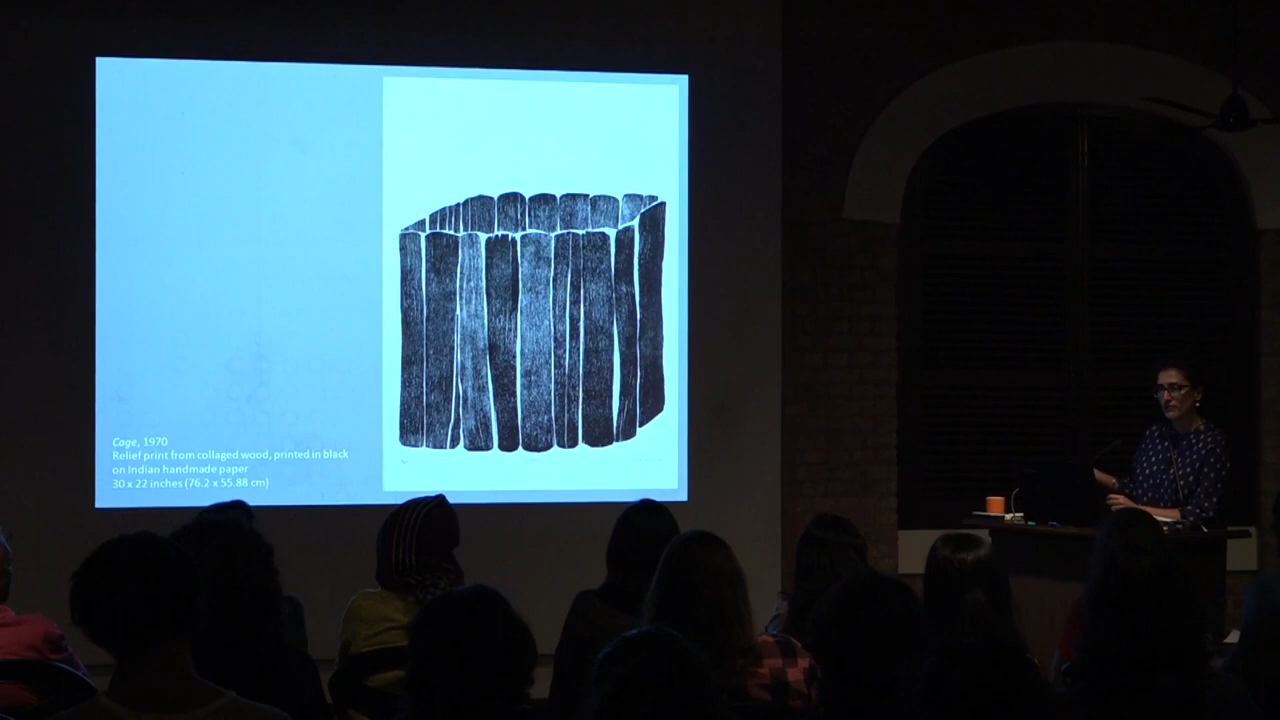 Cage, 1970
Relief print from collaged wood, printed in black
on Indian handmade paper
30 x 22 inches (76.2 x 55.88 cm)